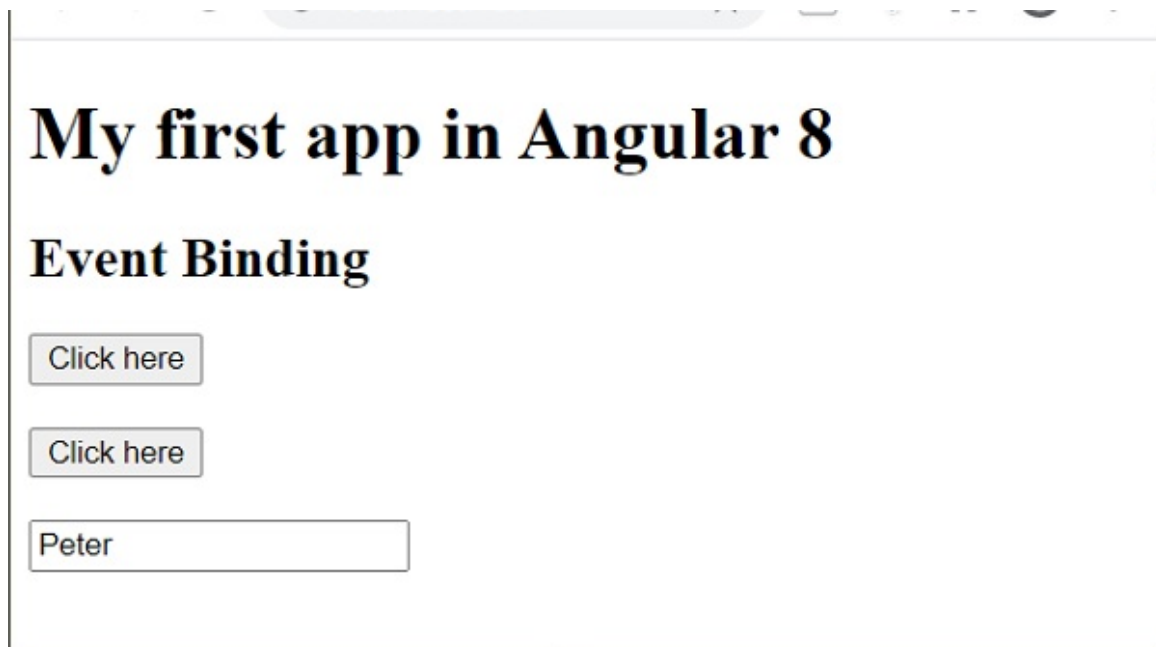 My first app in Angular 8
Event Binding
Click here
Click here
Peter